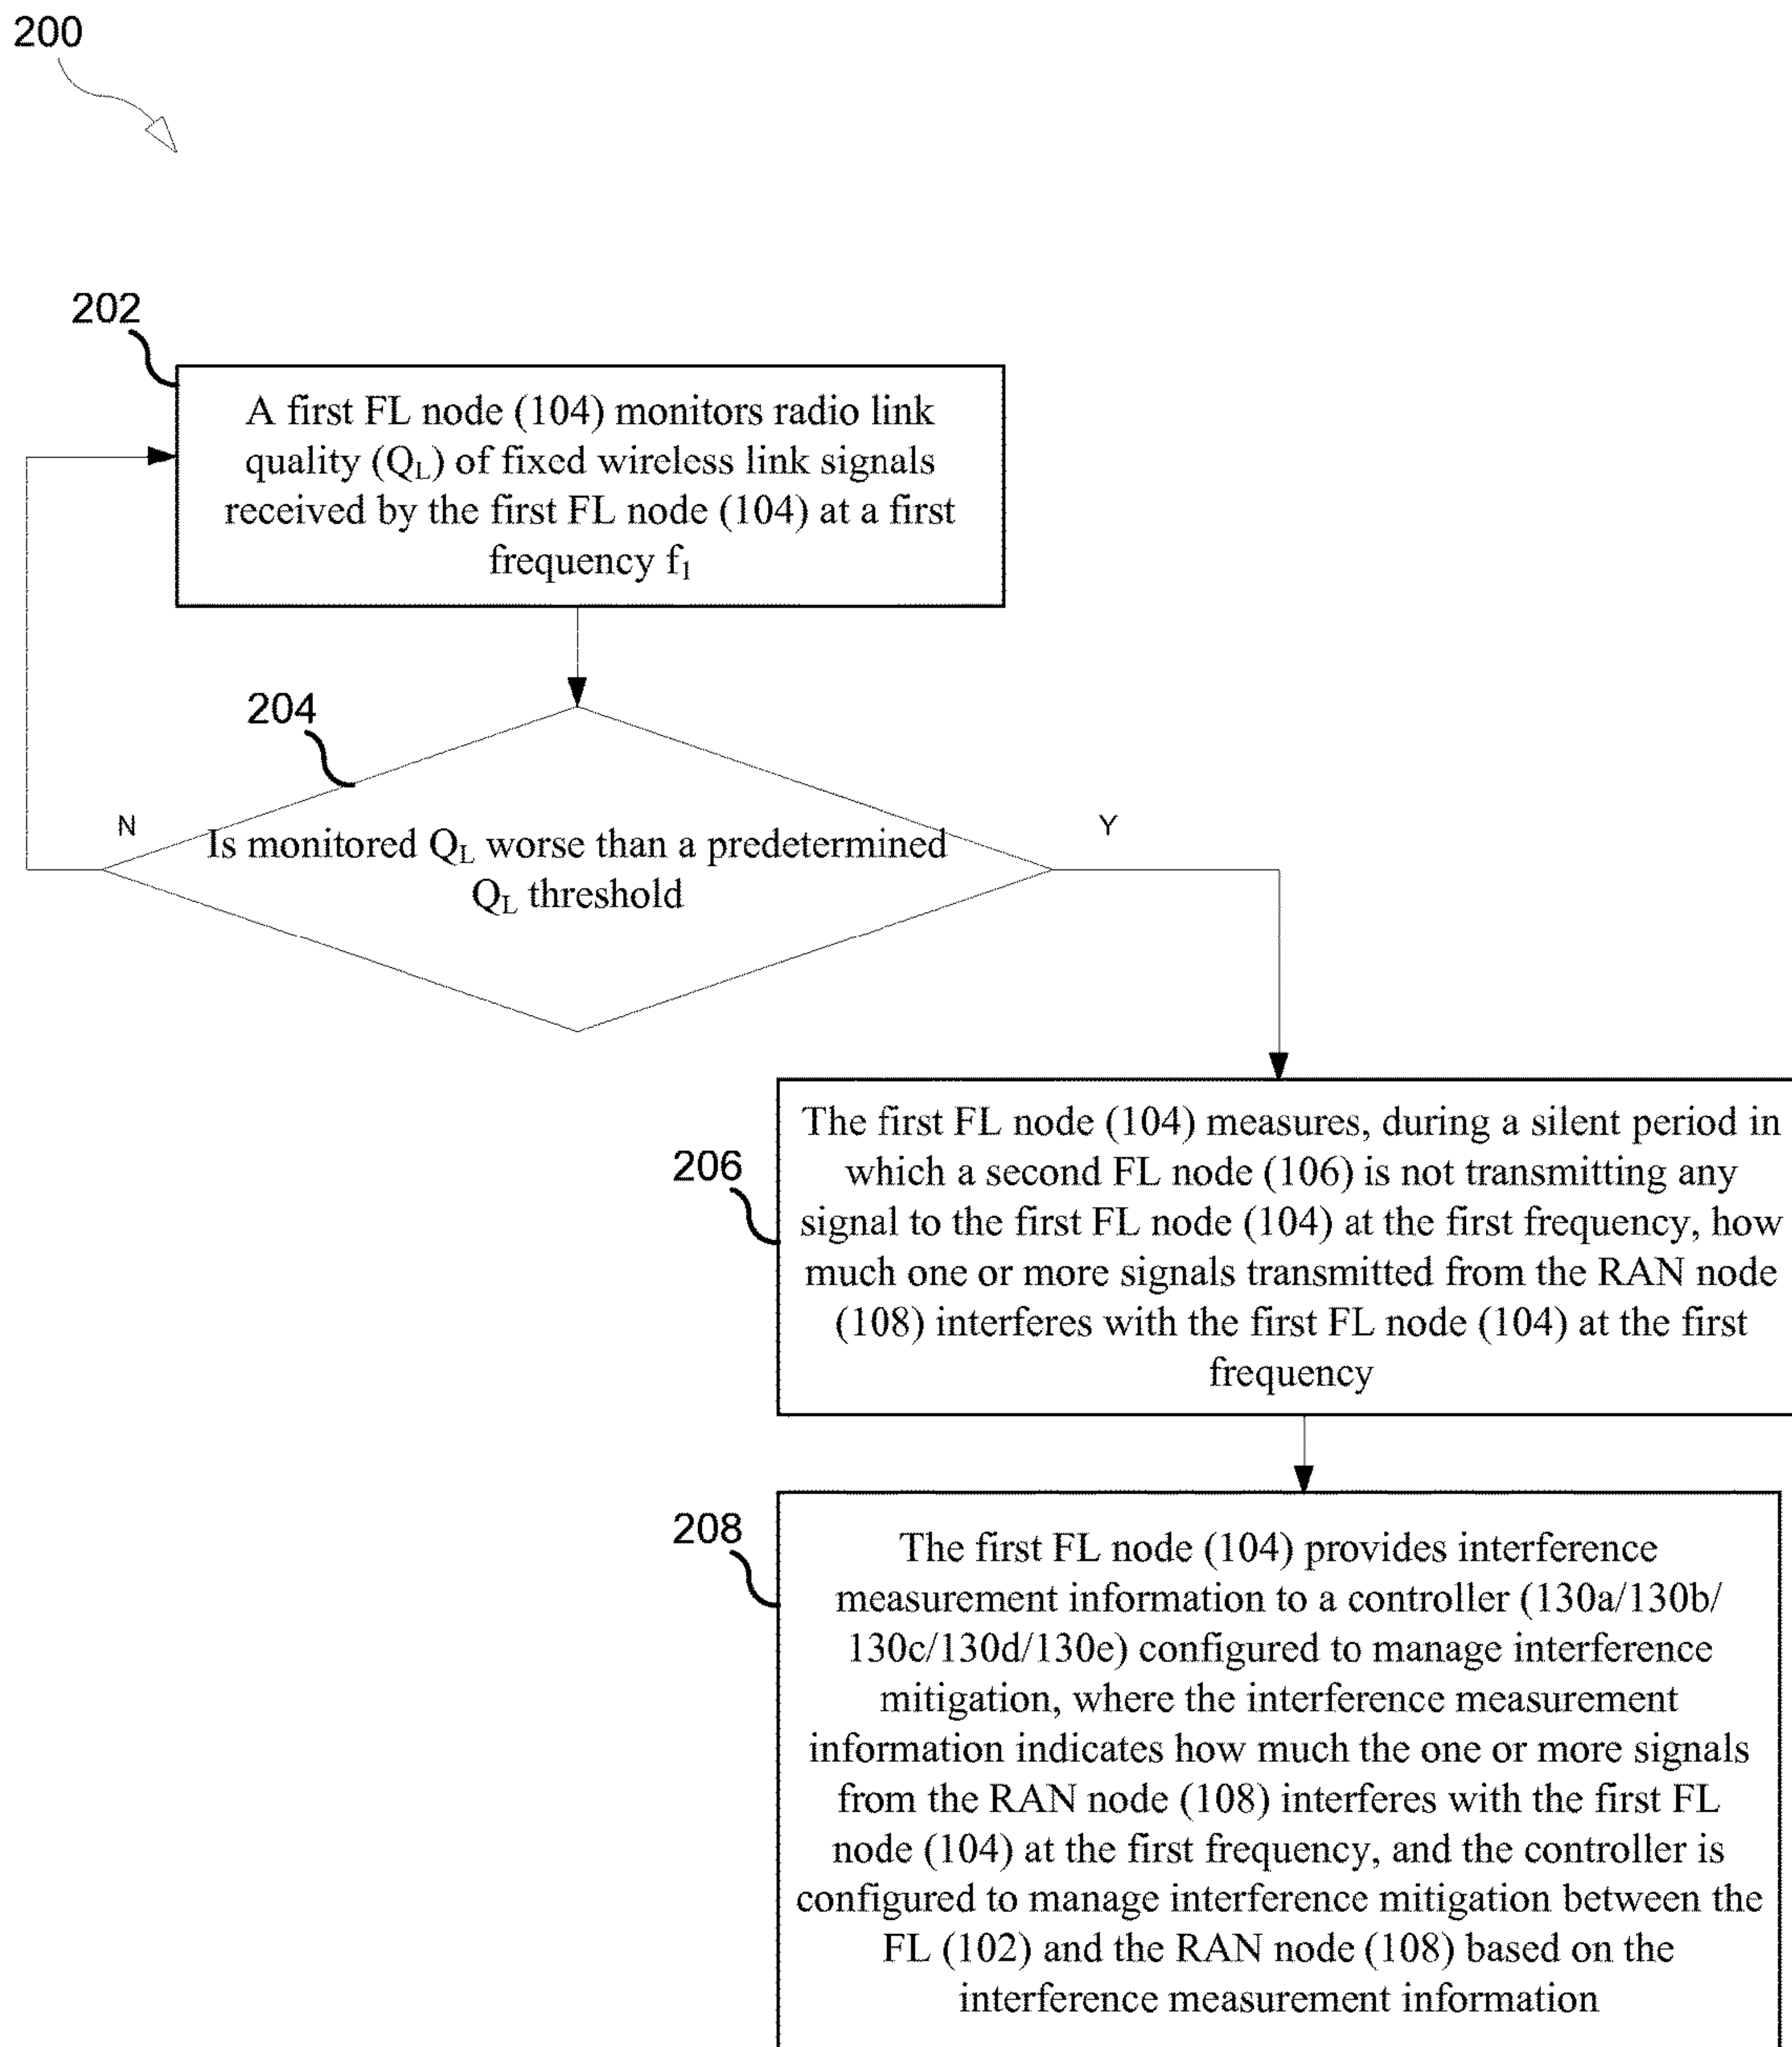 200
202
A first FL node (104) monitors radio link
quality (QL) of fixed wireless link signals
received by the first FL node (104) at a first
frequency f1
204
N
Y
Is monitored QL worse than a predetermined
QL threshold
206
The first FL node (104) measures, during a silent period in
which a second FL node (106) is not transmitting any
signal to the first FL node (104) at the first frequency, how
much one or more signals transmitted from the RAN node
(108) interferes with the first FL node (104) at the first
frequency
208
The first FL node (104) provides interference
measurement information to a controller (130a/130b/
130c/130d/130e) configured to manage interference
mitigation, where the interference measurement
information indicates how much the one or more signals
from the RAN node (108) interferes with the first FL
node (104) at the first frequency, and the controller is
configured to manage interference mitigation between the
FL (102) and the RAN node (108) based on the
interference measurement information